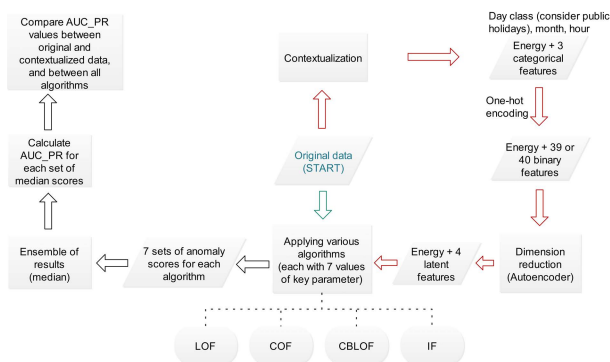 Compare AUC_PR
values between
original and
contextualized data,
and between all
algorithms
Calculate
AUC_PR for
each set of
median scores
Ensemble of
results
(median)
7 sets of anomaly
scores for each
algorithm
Contextualization
Original data
(START)
Applying various
algorithms
(each with 7 values
of key parameter)
Day class (consider public
holidays), month, hour
Energy + 3
categorical
features
One-hot
encoding
Energy + 39 or
40 binary
features
Dimension
reduction
(Autoencoder)
Energy + 4
latent
features
LOF
COF
CBLOF
IF